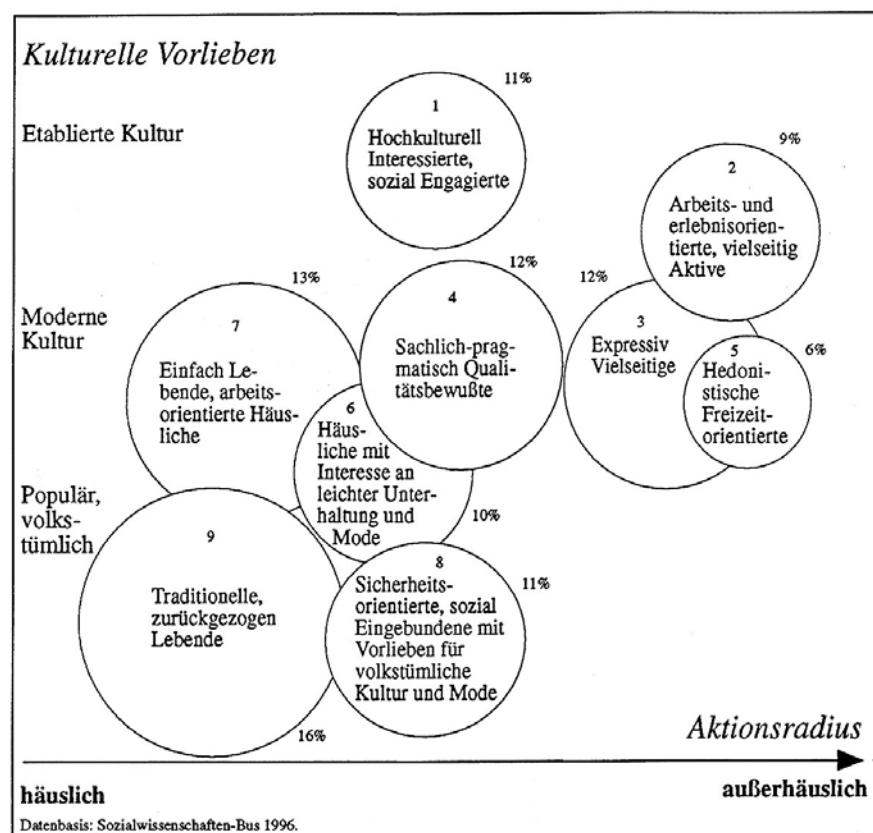 Kulturelle Vorlieben
Etablierte Kultur
11%
1
Hochkulturell
Interessierte,
sozial Engagierte
9%
2
Arbeits- und
erlebnisorien-
tierte, vielseitig
Aktive
Moderne
Kultur
13%
7
Einfach Le-
bende, arbeits-
orientierte Häus-
liche
12%
4
Sachlich-prag-
matisch Quali-
tätsbewußte
12%
3
Expressiv
Vielseitige
6%
5
Hedoni-
stische
Freizeit-
orientierte
6
Häus-
liche mit
Interesse an
leichter Unter-
haltung und
Mode
10%
Populär,
volks-
tümlich
9
Traditionelle,
zurückgezogen
Lebende
16%
8
Sicherheits-
orientierte, sozial
Eingebundene mit
Vorlieben für
volkstümliche
Kultur und Mode
11%
Aktionsradius
häuslich
außerhäuslich
Datenbasis: Sozialwissenschaften-Bus 1996.